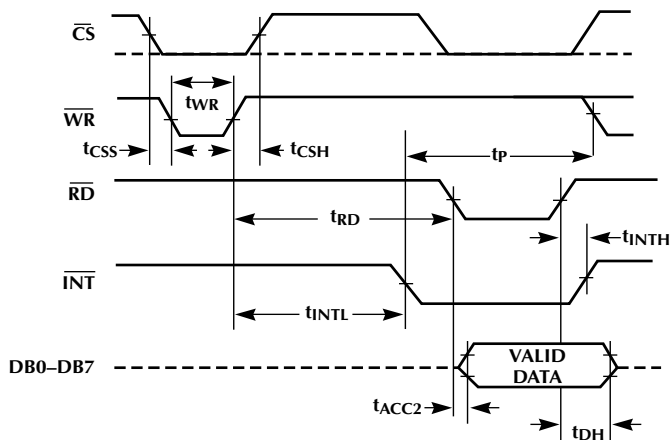 CS
tWR
WR
tCSS
tCSH
tP
RD
tRD
tINTH
INT
tINTL
DB0–DB7
VALID
DATA
tACC2
tDH